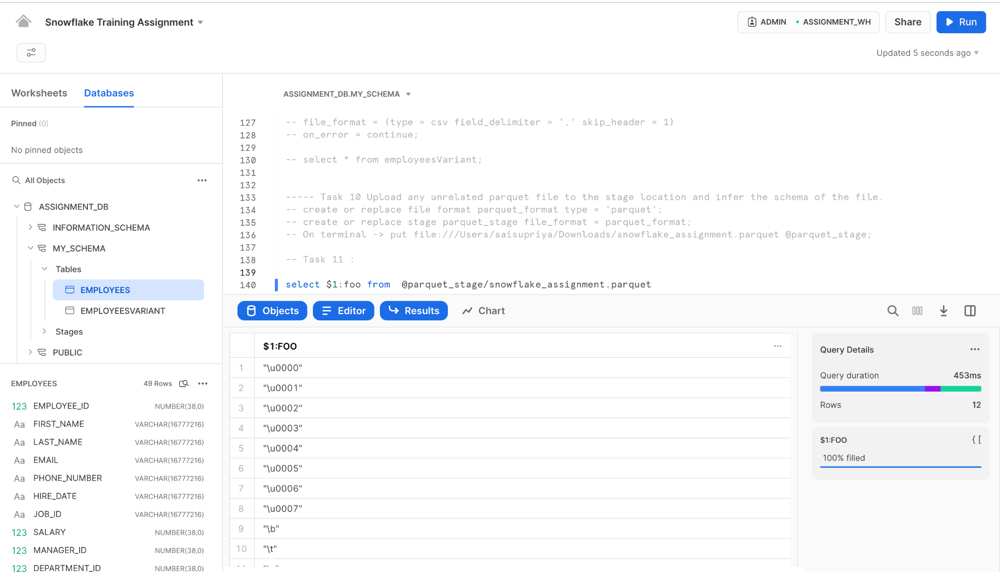 Snowflake Training Assignment
ADMIN • ASSIGNMENT_WH
Share
Run
Updated 5 seconds ago
Worksheets
Databases
Pinned (0)
No pinned objects
All Objects
ASSIGNMENT_DB
INFORMATION_SCHEMA
MY_SCHEMA
Tables
EMPLOYEES
EMPLOYEESVARIANT
Stages
PUBLIC
EMPLOYEES 49 Rows
123 EMPLOYEE_ID NUMBER(38,0)
Aa FIRST_NAME VARCHAR(16777216)
Aa LAST_NAME VARCHAR(16777216)
Aa EMAIL VARCHAR(16777216)
Aa PHONE_NUMBER VARCHAR(16777216)
Aa HIRE_DATE VARCHAR(16777216)
Aa JOB_ID VARCHAR(16777216)
123 SALARY NUMBER(38,0)
123 MANAGER_ID NUMBER(38,0)
123 DEPARTMENT_ID NUMBER(38,0)
ASSIGNMENT_DB.MY_SCHEMA
127 -- file_format = (type = csv field_delimiter = ',' skip_header = 1)
128 -- on_error = continue;
129
130 -- select * from employeesVariant;
131
132
133 ----- Task 10 Upload any unrelated parquet file to the stage location and infer the schema of the file.
134 -- create or replace file format parquet_format type = 'parquet';
135 -- create or replace stage parquet_stage file_format = parquet_format;
136 -- On terminal -> put file:///Users/saisupriya/Downloads/snowflake_assignment.parquet @parquet_stage;
137
138 -- Task 11 :
139
140 select $1:foo from @parquet_stage/snowflake_assignment.parquet
Objects
Editor
Results
Chart
$1:FOO
1 "\u0000"
2 "\u0001"
3 "\u0002"
4 "\u0003"
5 "\u0004"
6 "\u0005"
7 "\u0006"
8 "\u0007"
9 "\b"
10 "\t"
Query Details
Query duration 453ms
Rows 12
$1:FOO { [
100% filled